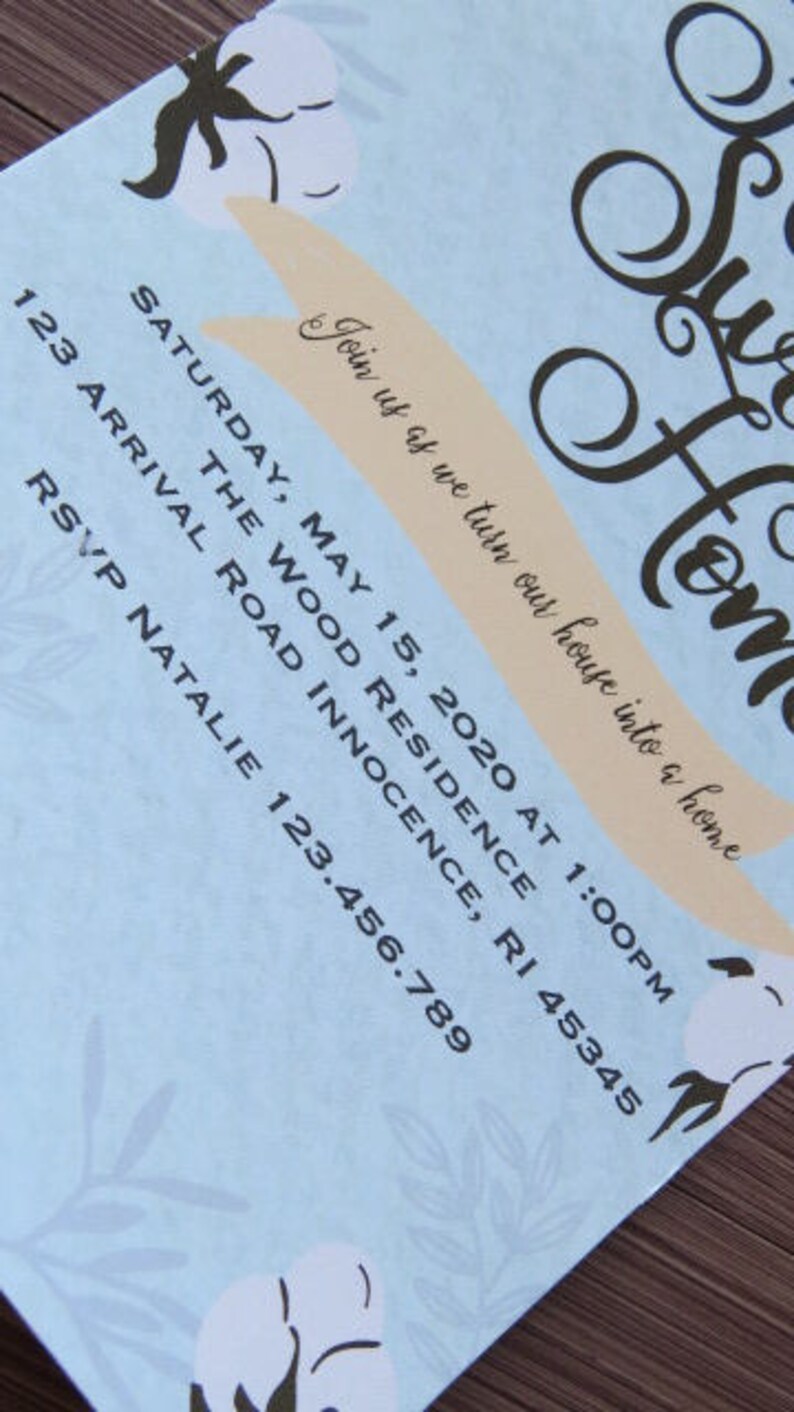 Home
Join us as we turn our house into a home
SATURDAY, MAY 15, 2020 AT 1:00PM
THE WOOD RESIDENCE
123 ARRIVAL ROAD INNOCENCE, RI 45345
RSVP NATALIE 123.456.789